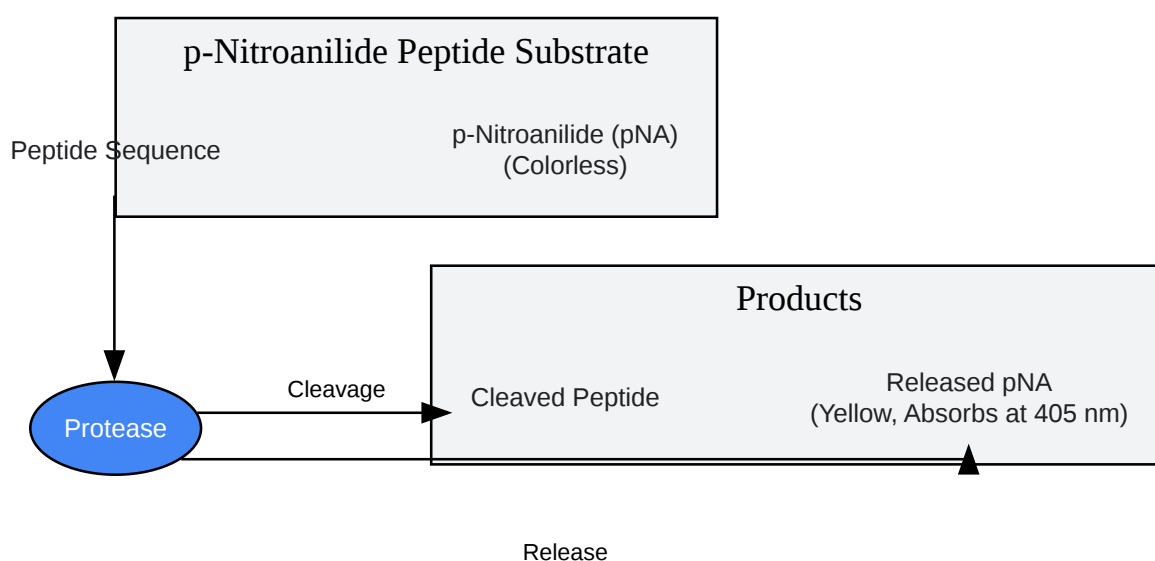 p-Nitroanilide Peptide Substrate
Peptide Sequence
p-Nitroanilide (pNA)
(Colorless)
Products
Cleavage
Cleaved Peptide
Released pNA
(Yellow, Absorbs at 405 nm)
Protease
Release